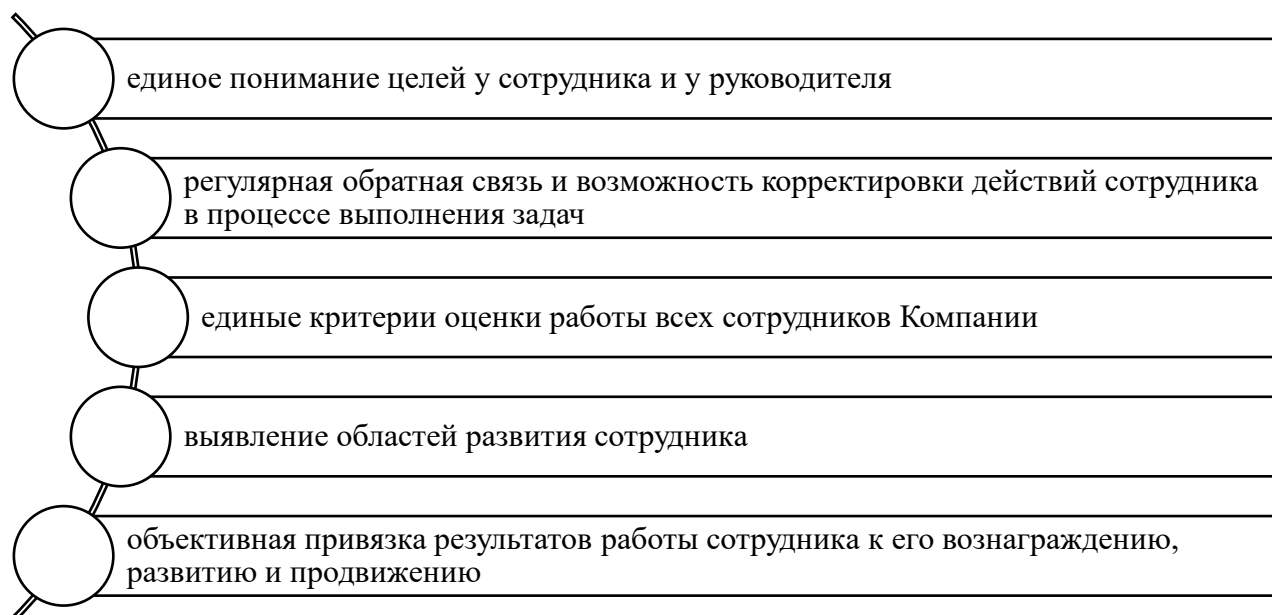 единое понимание целей у сотрудника и у руководителя
регулярная обратная связь и возможность корректировки действий сотрудника
в процессе выполнения задач
единые критерии оценки работы всех сотрудников Компании
выявление областей развития сотрудника
объективная привязка результатов работы сотрудника к его вознаграждению,
развитию и продвижению